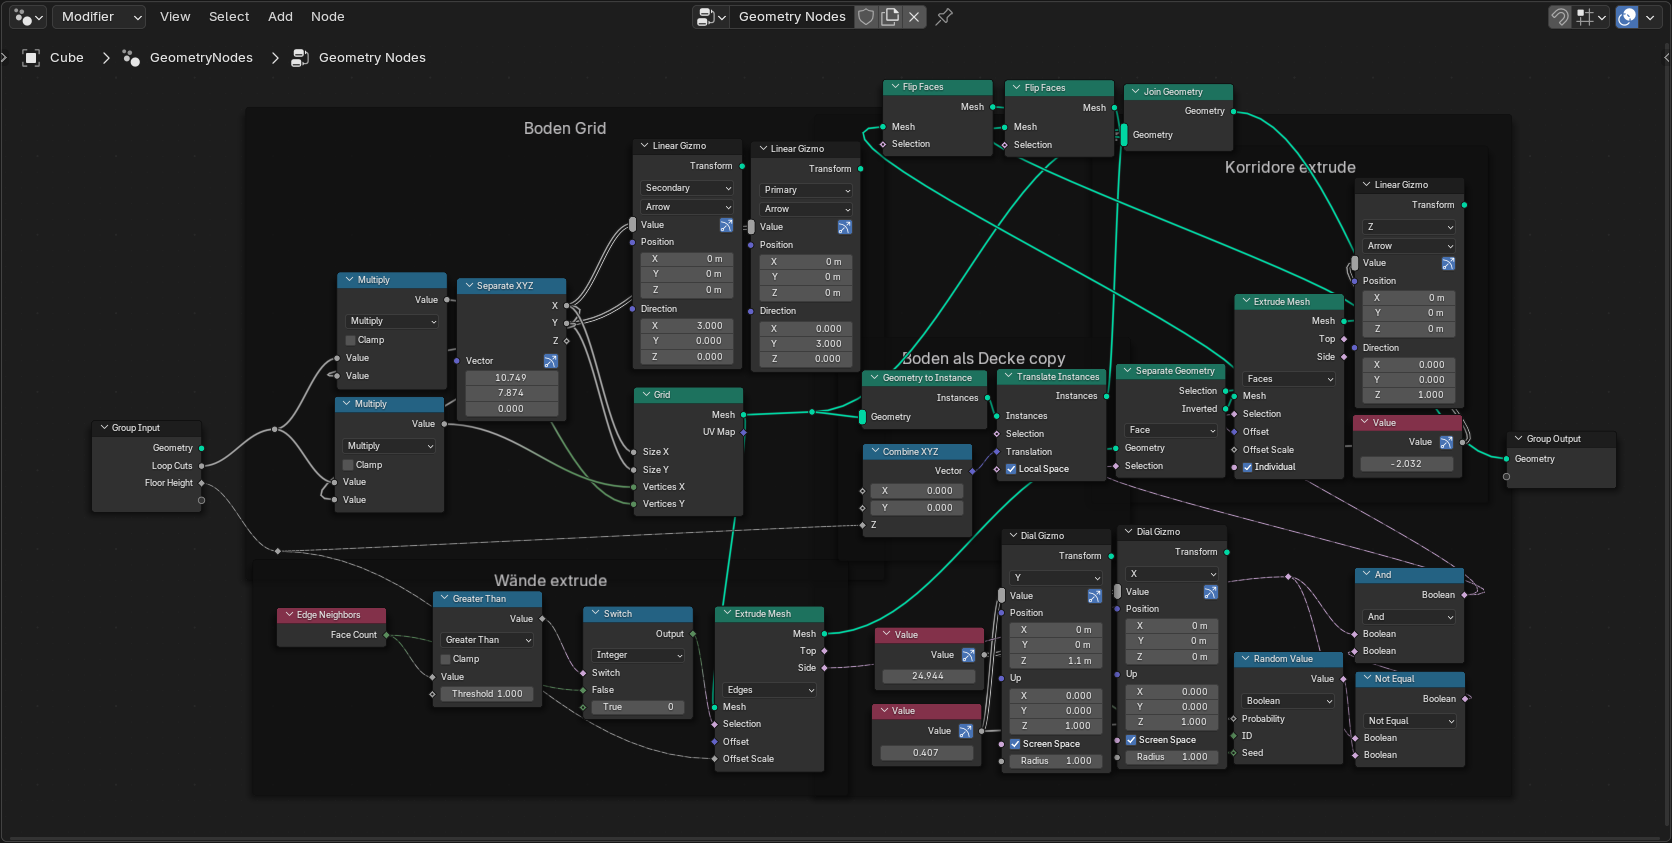 Modifier View Select Add Node Geometry Nodes
Cube GeometryNodes Geometry Nodes
Boden Grid
Korridore extrude
Boden als Decke copy
Wände extrude
Group Input
Geometry
Loop Cuts
Floor Height
Multiply
Value
Multiply
Clamp
Value
Value
Multiply
Value
Multiply
Clamp
Value
Value
Separate XYZ
X
Y
Z
Vector
10.749
7.874
0.000
Linear Gizmo
Transform
Secondary
Arrow
Value
Position
X 0 m
Y 0 m
Z 0 m
Direction
X 3.000
Y 0.000
Z 0.000
Linear Gizmo
Transform
Primary
Arrow
Value
Position
X 0 m
Y 0 m
Z 0 m
Direction
X 0.000
Y 3.000
Z 0.000
Grid
Mesh
UV Map
Size X
Size Y
Vertices X
Vertices Y
Flip Faces
Mesh
Mesh
Selection
Flip Faces
Mesh
Mesh
Selection
Join Geometry
Geometry
Geometry
Geometry to Instance
Instances
Geometry
Translate Instances
Instances
Instances
Selection
Translation
Local Space
Combine XYZ
Vector
X 0.000
Y 0.000
Z
Separate Geometry
Selection
Inverted
Face
Geometry
Selection
Extrude Mesh
Mesh
Top
Side
Faces
Mesh
Selection
Offset
Offset Scale
Individual
Linear Gizmo
Transform
Z
Arrow
Value
Position
X 0 m
Y 0 m
Z 0 m
Direction
X 0.000
Y 0.000
Z 1.000
Value
Value
-2.032
Group Output
Geometry
Edge Neighbors
Face Count
Greater Than
Value
Greater Than
Clamp
Value
Threshold 1.000
Switch
Output
Integer
Switch
False
True 0
Extrude Mesh
Mesh
Top
Side
Edges
Mesh
Selection
Offset
Offset Scale
Value
Value
24.944
Value
Value
0.407
Dial Gizmo
Transform
Y
Value
Position
X 0 m
Y 0 m
Z 1.1 m
Up
X 0.000
Y 0.000
Z 1.000
Screen Space
Radius 1.000
Dial Gizmo
Transform
X
Value
Position
X 0 m
Y 0 m
Z 0 m
Up
X 0.000
Y 0.000
Z 1.000
Screen Space
Radius 1.000
Random Value
Value
Boolean
Probability
ID
Seed
And
Boolean
And
Boolean
Boolean
Not Equal
Boolean
Not Equal
Boolean
Boolean